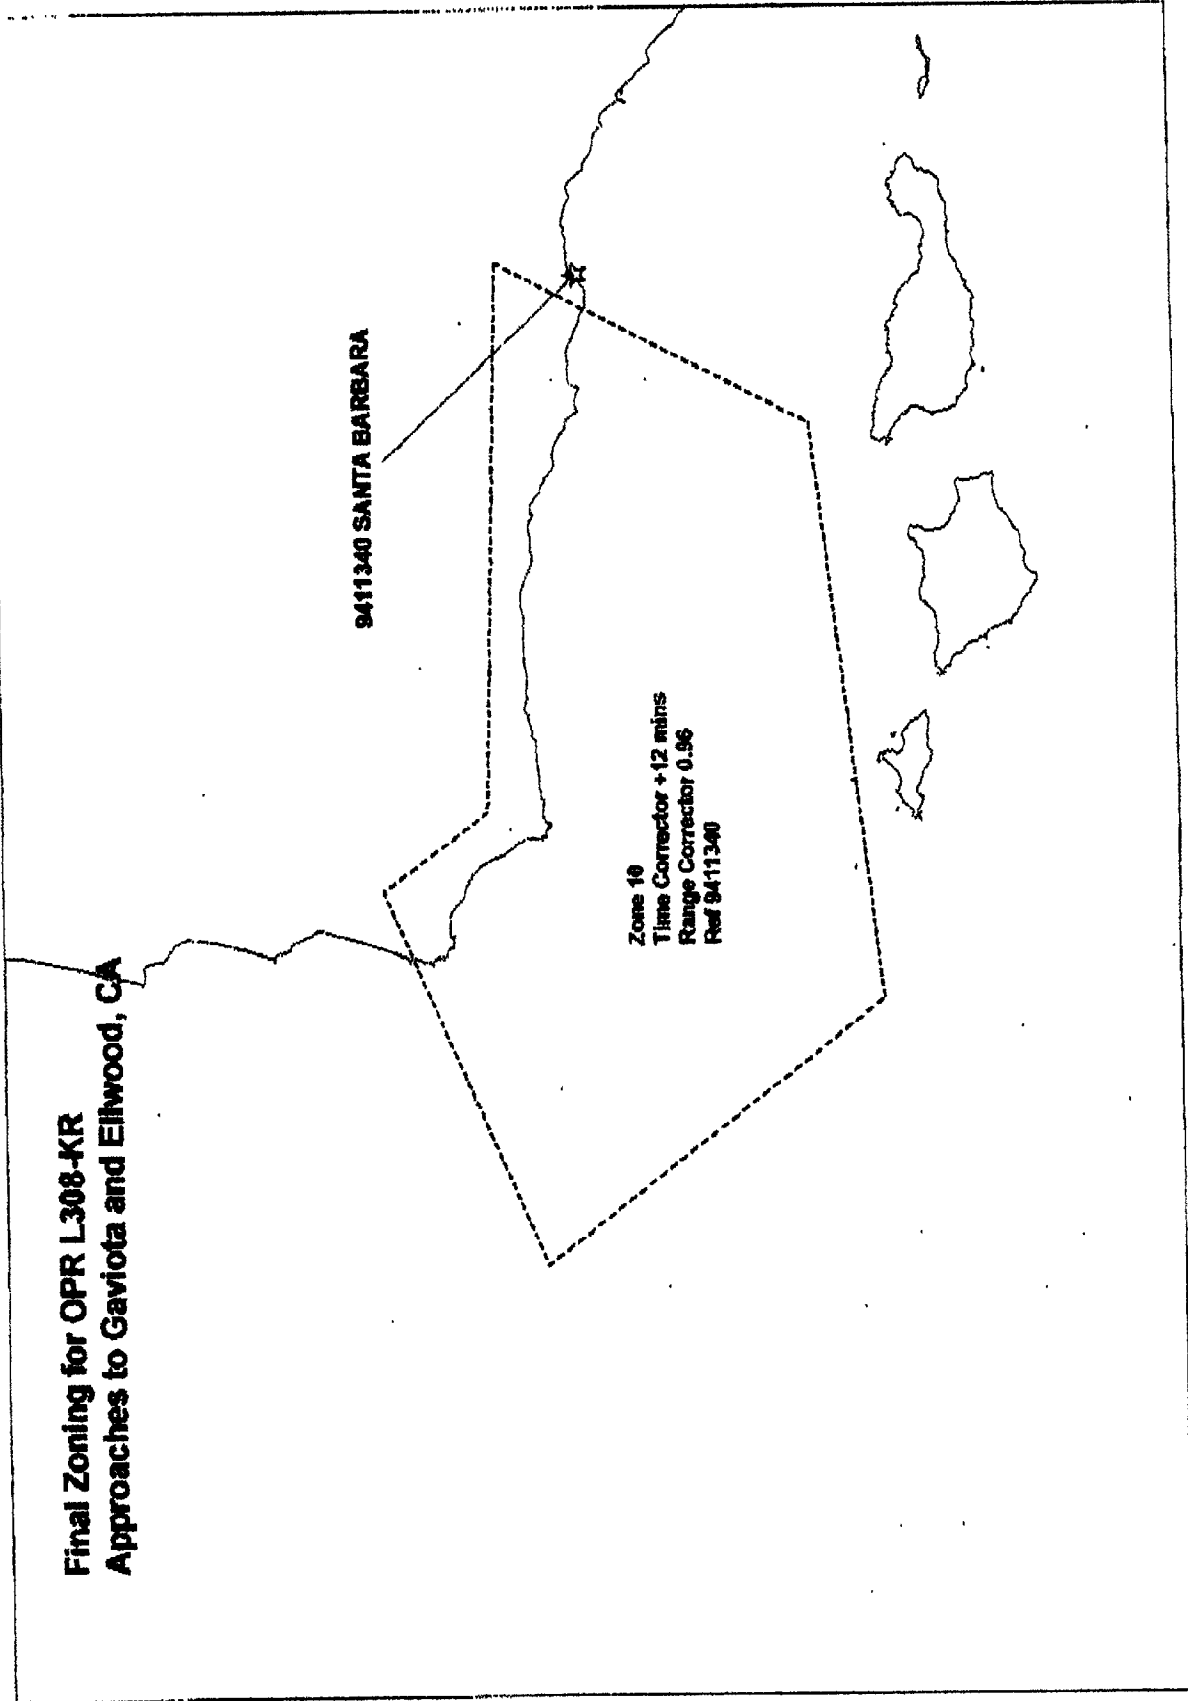 Final Zoning for OPR L308-KR
Approaches to Gaviota and Ellwood, CA
9411340 SANTA BARBARA
Zone 10
Time Corrector +12 mins
Range Corrector 0.96
Ref 9411340